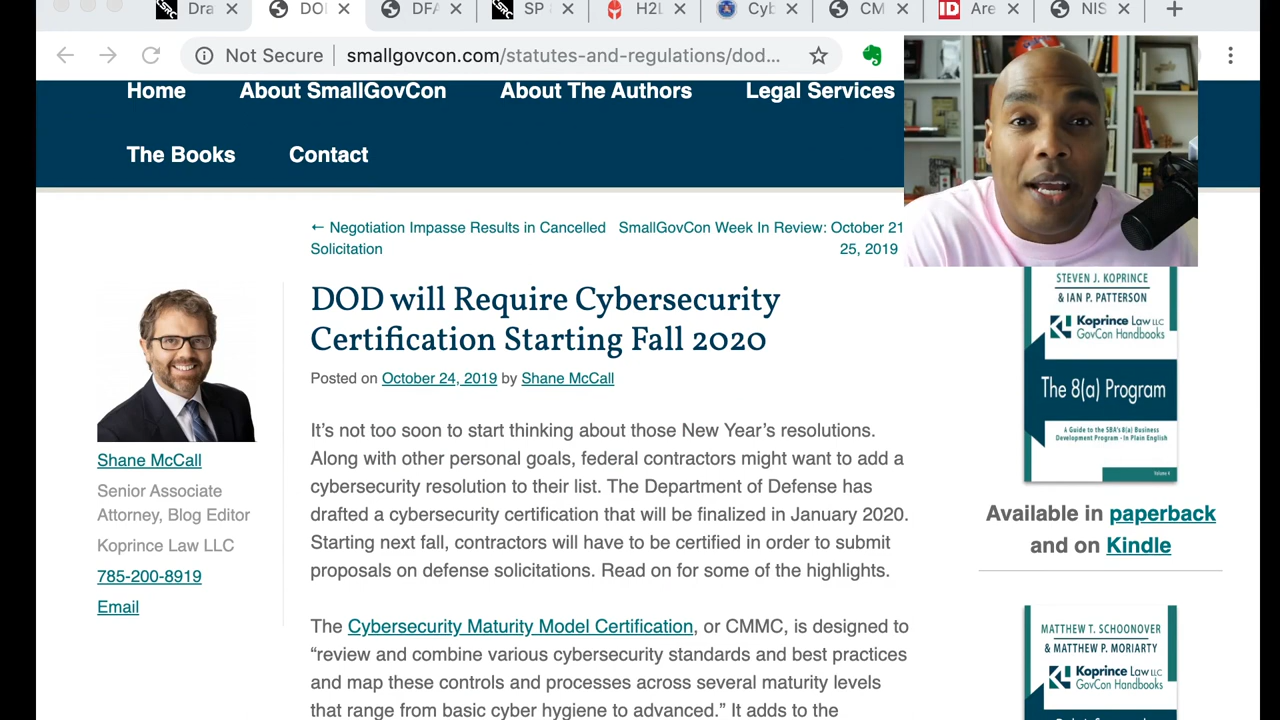 Dra
DO
DFA
SP
H2L
Cyb
CM
ID
Are
NIS
Not Secure
smallgovcon.com/statutes-and-regulations/dod...
Home
About SmallGovCon
About The Authors
Legal Services
The Books
Contact
← Negotiation Impasse Results in Cancelled
Solicitation
SmallGovCon Week In Review: October 21
25, 2019
DOD will Require Cybersecurity
Certification Starting Fall 2020
Posted on October 24, 2019 by Shane McCall
Shane McCall
Senior Associate
Attorney, Blog Editor
Koprince Law LLC
785-200-8919
Email
It’s not too soon to start thinking about those New Year’s resolutions.
Along with other personal goals, federal contractors might want to add a
cybersecurity resolution to their list. The Department of Defense has
drafted a cybersecurity certification that will be finalized in January 2020.
Starting next fall, contractors will have to be certified in order to submit
proposals on defense solicitations. Read on for some of the highlights.
The Cybersecurity Maturity Model Certification, or CMMC, is designed to
“review and combine various cybersecurity standards and best practices
and map these controls and processes across several maturity levels
that range from basic cyber hygiene to advanced.” It adds to the
STEVEN J. KOPRINCE
& IAN P. PATTERSON
Koprince Law LLC
GovCon Handbooks
The 8(a) Program
A Guide to the SBA's 8(a) Business
Development Program - In Plain English
Volume 4
Available in paperback
and on Kindle
MATTHEW T. SCHOONOVER
& MATTHEW P. MORIARTY
Koprince Law LLC
GovCon Handbooks